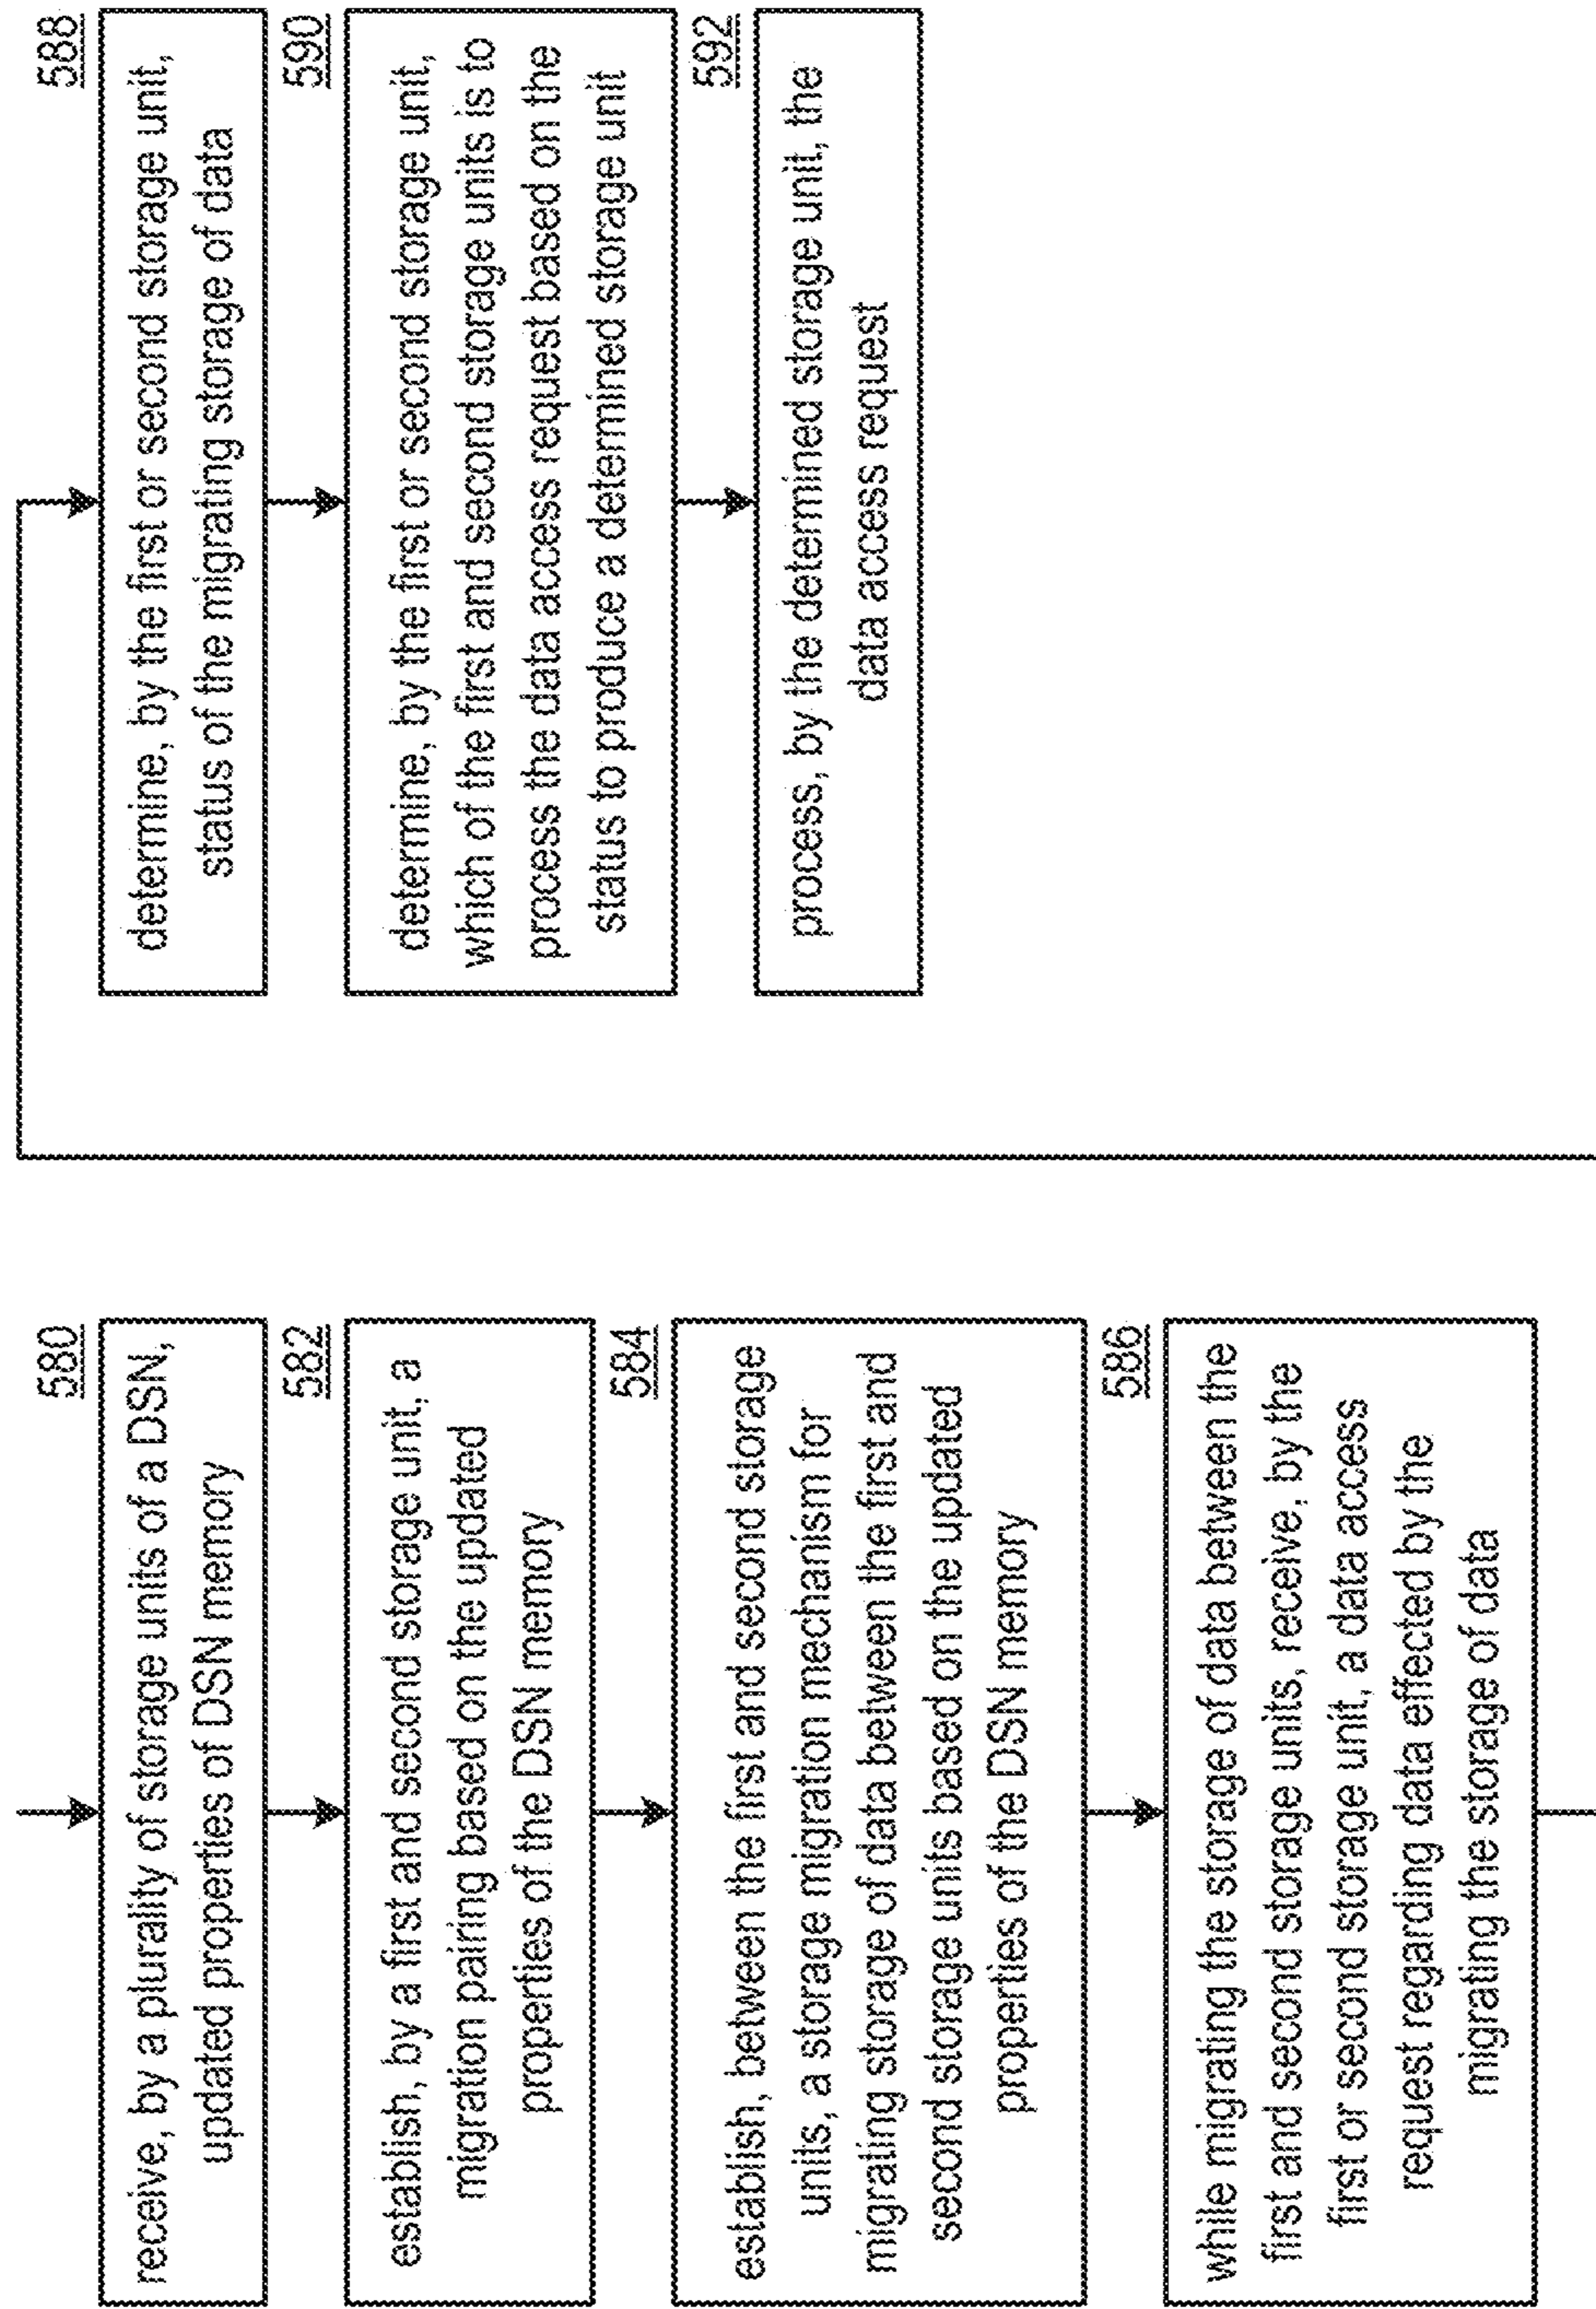 580
receive, by a plurality of storage units of a DSN,
updated properties of DSN memory
582
establish, by a first and second storage unit, a
migration pairing based on the updated
properties of the DSN memory
584
establish, between the first and second storage
units, a storage migration mechanism for
migrating storage of data between the first and
second storage units based on the updated
properties of the DSN memory
586
while migrating the storage of data between the
first and second storage units, receive, by the
first or second storage unit, a data access
request regarding data effected by the
migrating the storage of data
588
determine, by the first or second storage unit,
status of the migrating storage of data
590
determine, by the first or second storage unit,
which of the first and second storage units is to
process the data access request based on the
status to produce a determined storage unit
592
process, by the determined storage unit, the
data access request